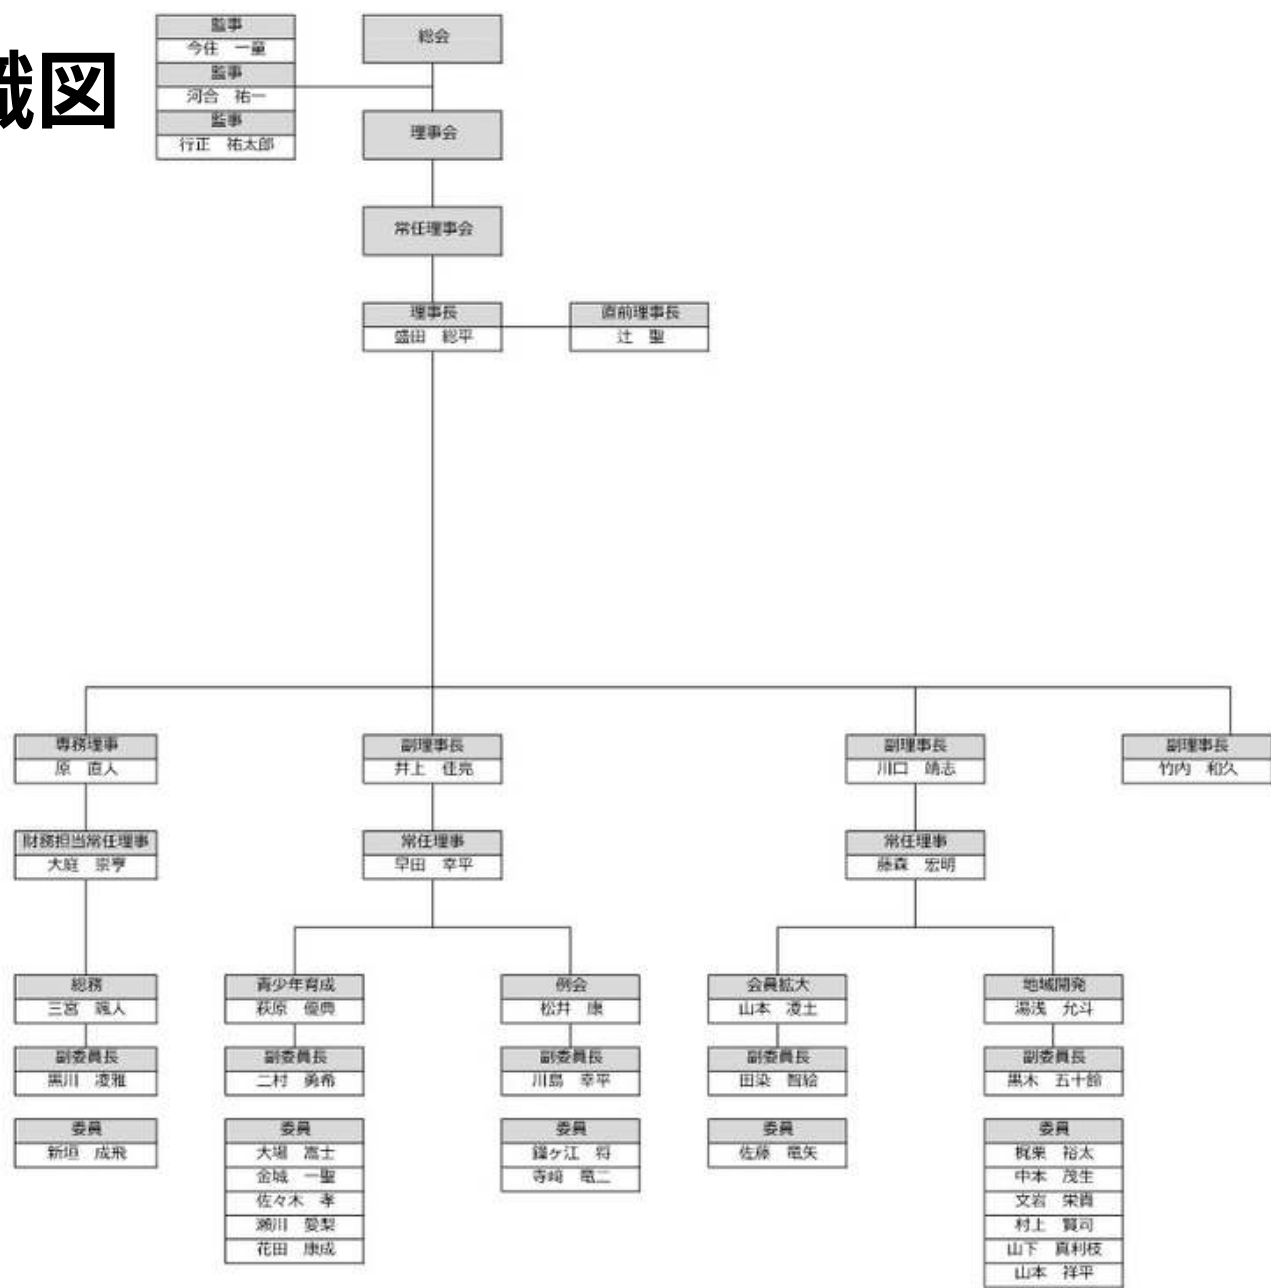 織図
監事
今住 一童
監事
河合 祐一
監事
行正 祐太郎
総会
理事会
常任理事会
理事長
盛田 総平
直前理事長
辻 聖
専務理事
原 直人
財務担当常任理事
大庭 崇亨
総務
三宮 颯人
副委員長
黒川 凌雅
委員
新垣 成飛
副理事長
井上 佳亮
常任理事
早田 幸平
青少年育成
萩原 優典
副委員長
二村 勇希
委員
大場 嵩士
金城 一聖
佐々木 孝
瀬川 愛梨
花田 康成
例会
松井 康
副委員長
川島 幸平
委員
鐘ヶ江 将
寺﨑 竜二
副理事長
川口 靖志
常任理事
藤森 宏明
会員拡大
山本 凌士
副委員長
田染 智絵
委員
佐藤 竜矢
地域開発
湯浅 允斗
副委員長
黒木 五十鈴
委員
梶栗 裕太
中本 茂生
文岩 栄貴
村上 賢司
山下 真利枝
山本 祥平
副理事長
竹内 和久